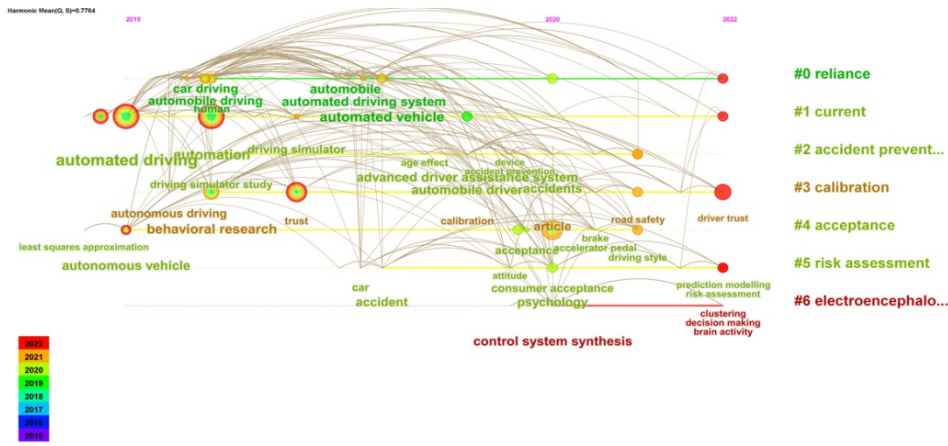 Harmonic Mean(Q, S)=0.7764
2015
2020
2022
#0 reliance
car driving
automobile
automobile driving
automated driving system
human
#1 current
automated vehicle
automated driving
automation
driving simulator
#2 accident prevent...
age effect
device
accident prevention
advanced driver assistance system
driving simulator study
automobile driver
accidents
#3 calibration
autonomous driving
behavioral research
trust
calibration
article
road safety
driver trust
#4 acceptance
least squares approximation
brake
acceptance
accelerator pedal
driving style
autonomous vehicle
#5 risk assessment
attitude
car
consumer acceptance
prediction modelling
risk assessment
accident
psychology
#6 electroencephalo...
clustering
decision making
brain activity
control system synthesis
2022
2021
2020
2019
2018
2017
2016
2015